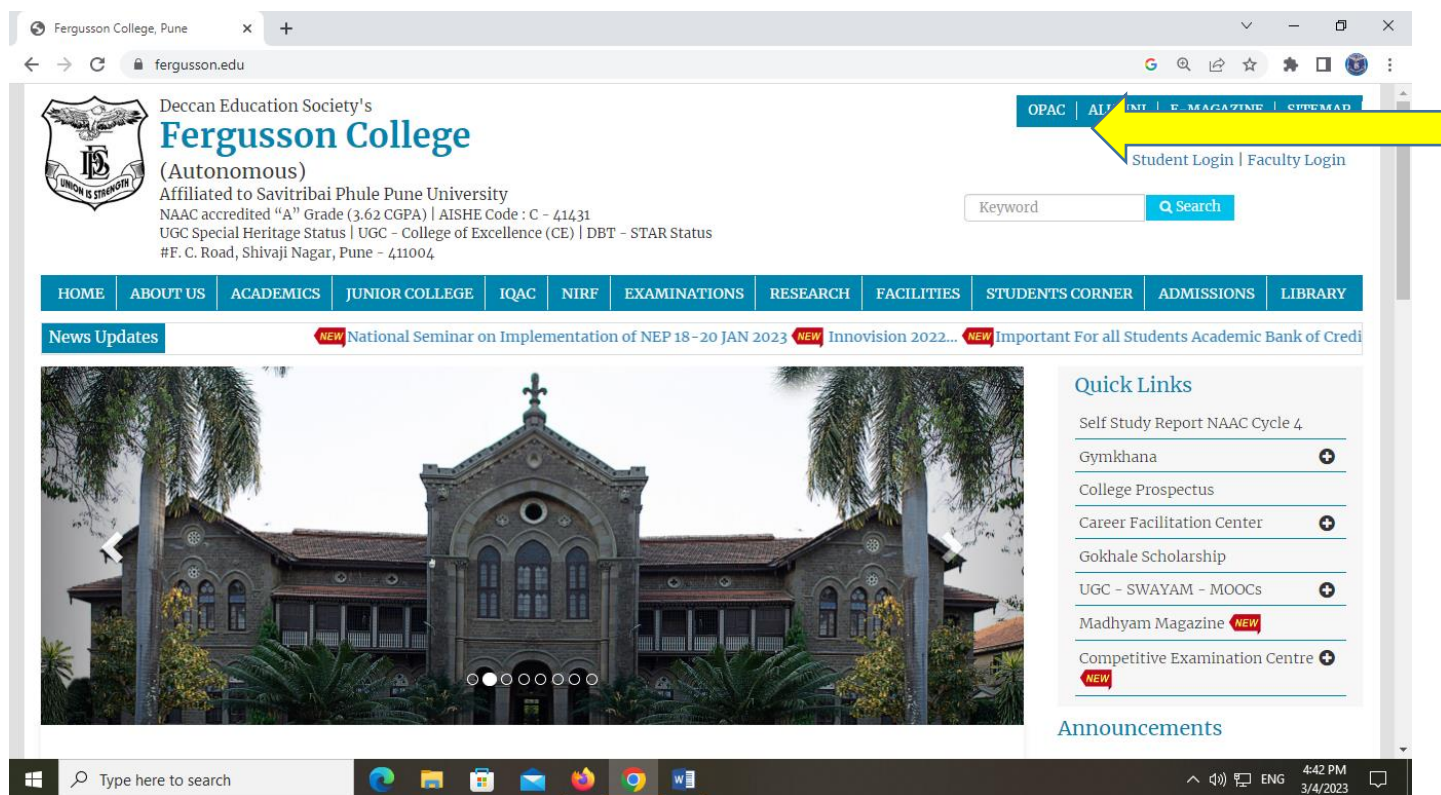 Fergusson College, Pune
fergusson.edu
Deccan Education Society's
Fergusson College
(Autonomous)
Affiliated to Savitribai Phule Pune University
NAAC accredited “A” Grade (3.62 CGPA) | AISHE Code : C - 41431
UGC Special Heritage Status | UGC - College of Excellence (CE) | DBT - STAR Status
#F. C. Road, Shivaji Nagar, Pune - 411004
UNION IS STRENGTH
OPAC | ALUMNI | E-MAGAZINE | SITEMAP
Student Login | Faculty Login
Keyword Search
HOME ABOUT US ACADEMICS JUNIOR COLLEGE IQAC NIRF EXAMINATIONS RESEARCH FACILITIES STUDENTS CORNER ADMISSIONS LIBRARY
News Updates NEW National Seminar on Implementation of NEP 18-20 JAN 2023 NEW Innovision 2022... NEW Important For all Students Academic Bank of Credi
Quick Links
Self Study Report NAAC Cycle 4
Gymkhana
College Prospectus
Career Facilitation Center
Gokhale Scholarship
UGC - SWAYAM - MOOCs
Madhyam Magazine NEW
Competitive Examination Centre
NEW
Announcements
Type here to search
ENG
4:42 PM
3/4/2023